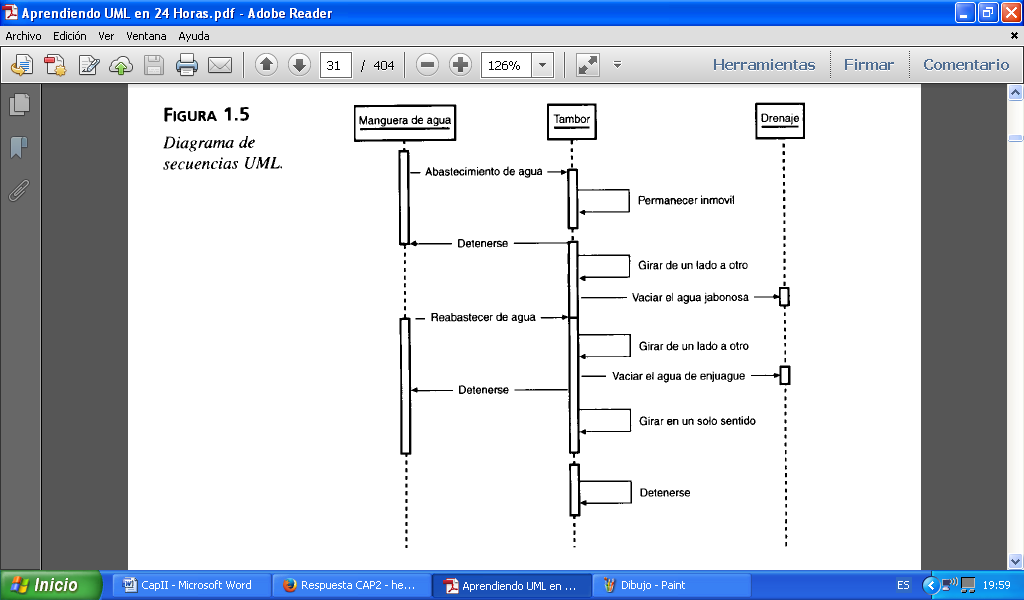 Aprendiendo UML en 24 Horas.pdf - Adobe Reader
Archivo Edición Ver Ventana Ayuda
31 / 404 126% Herramientas Firmar Comentario
FIGURA 1.5
Diagrama de
secuencias UML.
Manguera de agua Tambor Drenaje
Abastecimiento de agua
Permanecer inmovil
Detenerse
Girar de un lado a otro
Vaciar el agua jabonosa
Reabastecer de agua
Girar de un lado a otro
Vaciar el agua de enjuague
Detenerse
Girar en un solo sentido
Detenerse
Inicio CapII - Microsoft Word Respuesta CAP2 - he... Aprendiendo UML en ... Dibujo - Paint ES 19:59